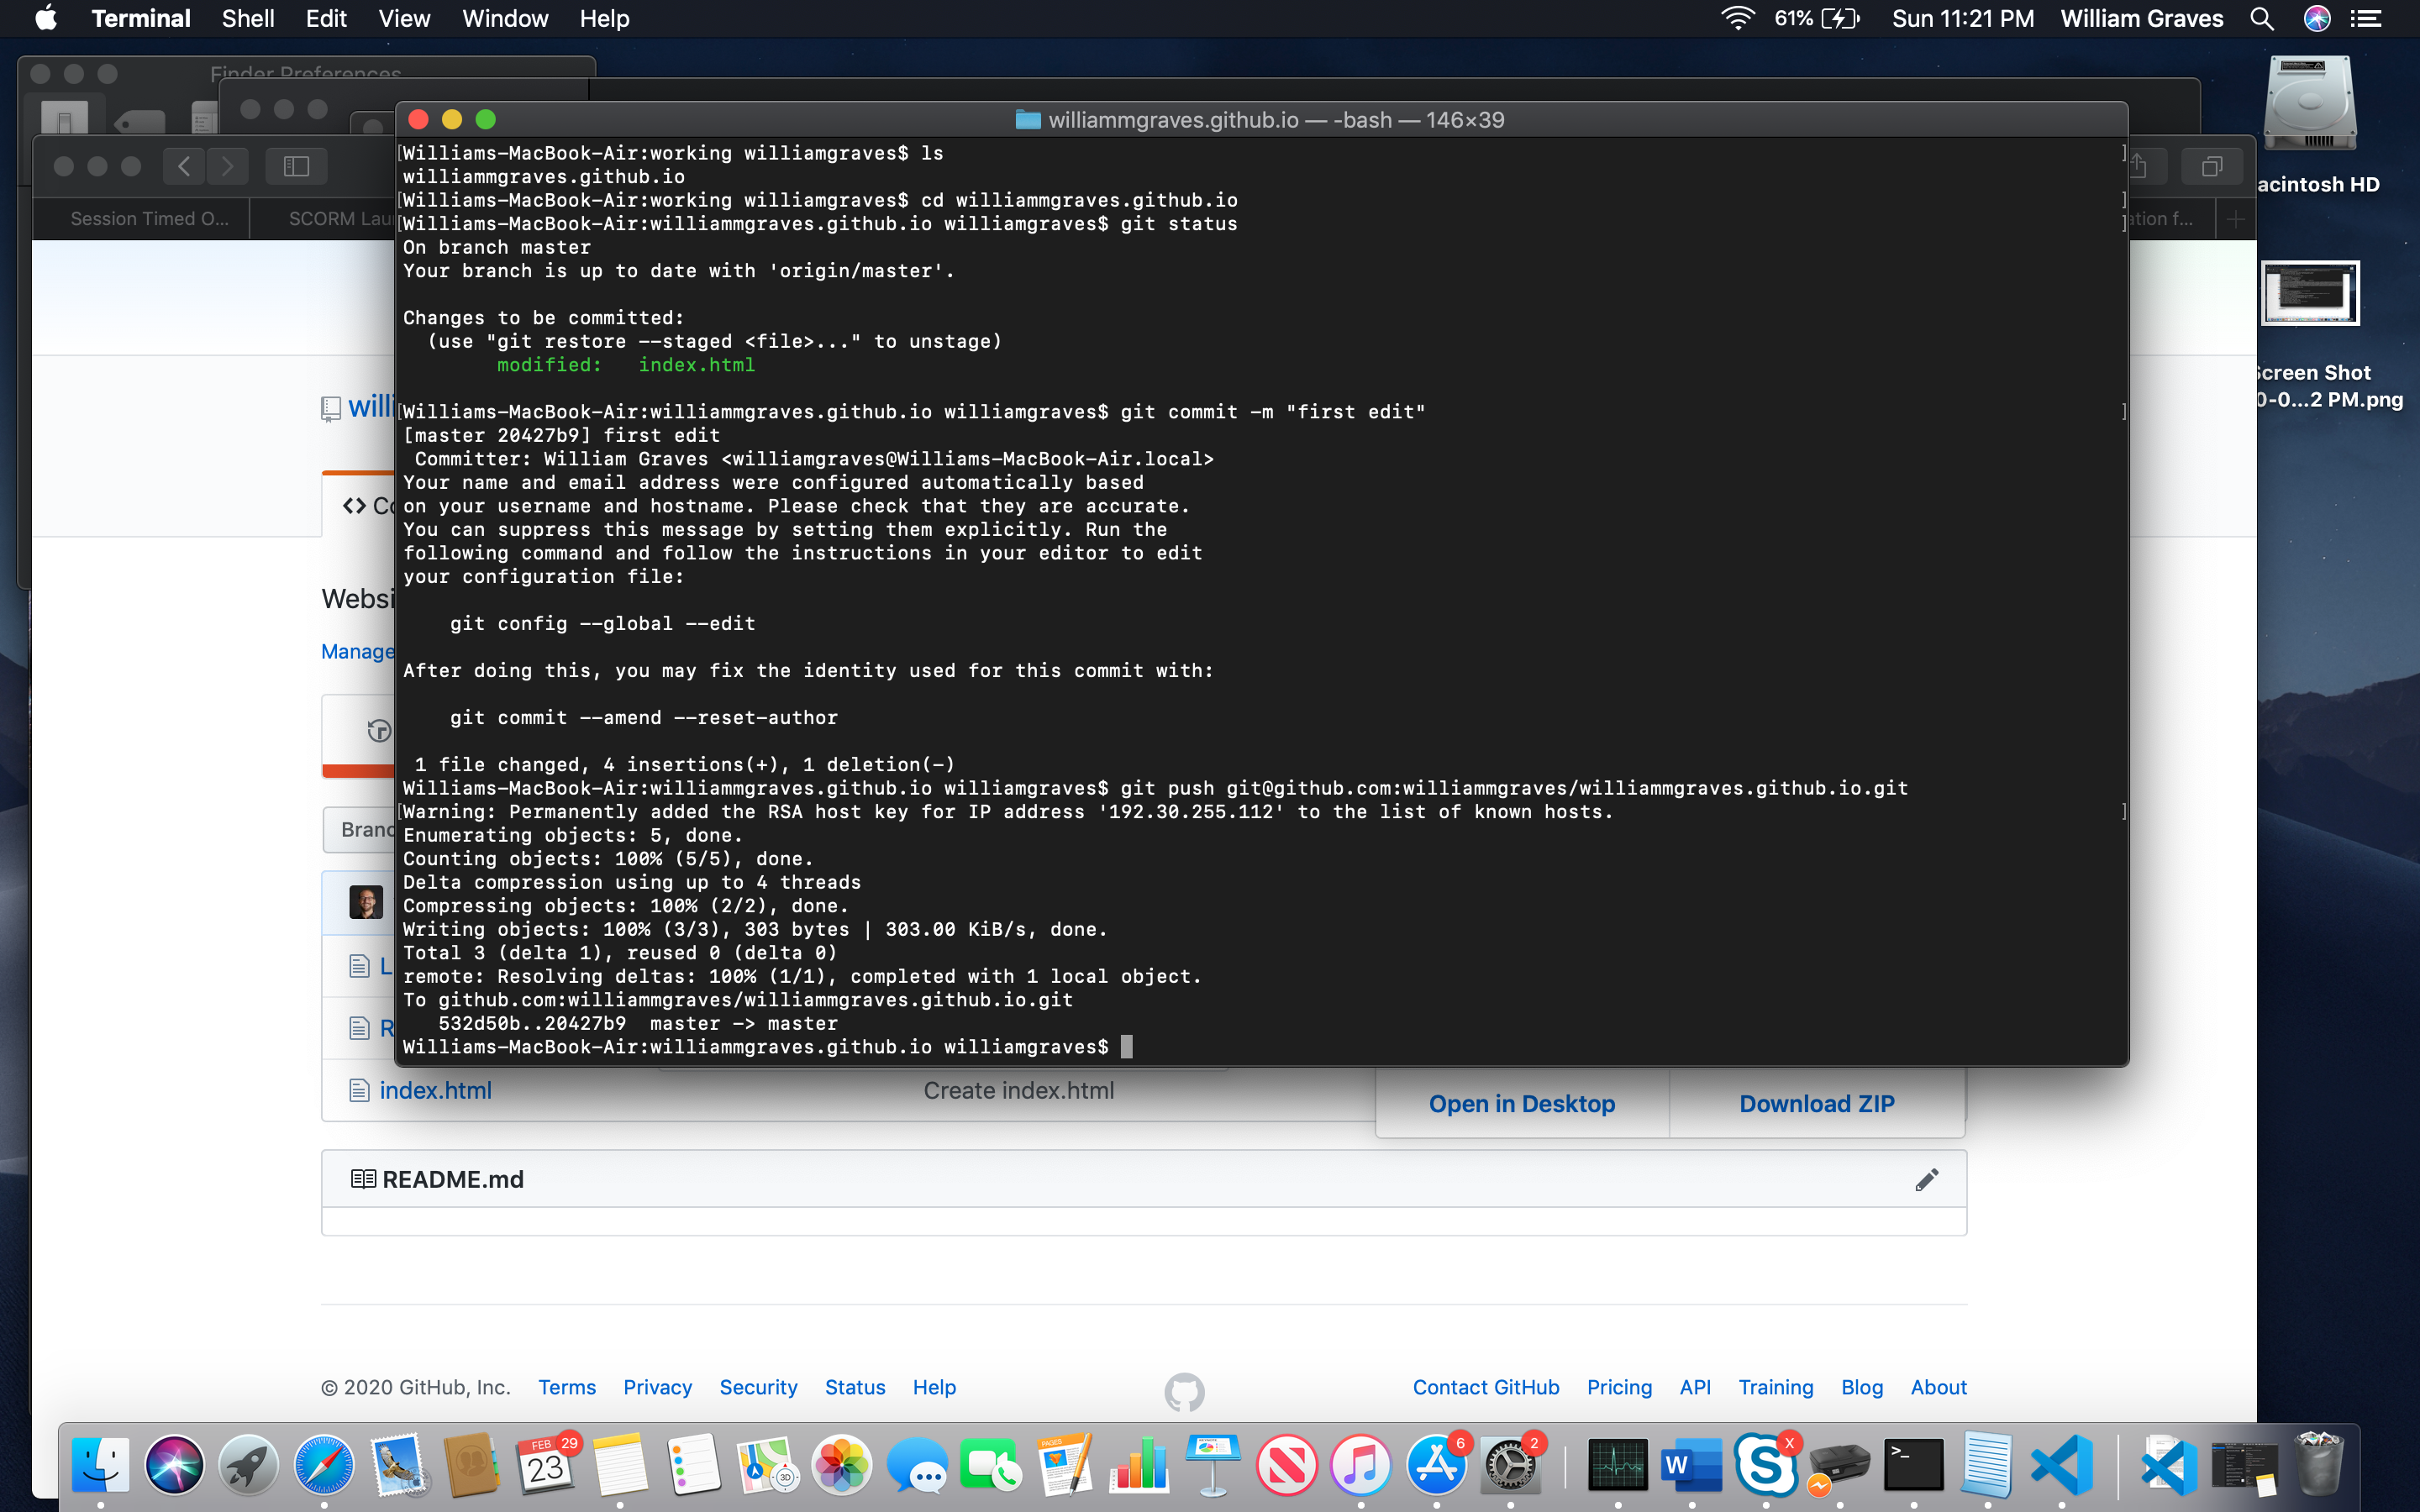 Terminal Shell Edit View Window Help 61% Sun 11:21 PM William Graves
Finder Preferences
williammgraves.github.io — -bash — 146×39
Session Timed O... SCORM Lau
ation f...
Williams-MacBook-Air:working williamgraves$ ls
williammgraves.github.io
Williams-MacBook-Air:working williamgraves$ cd williammgraves.github.io
Williams-MacBook-Air:williammgraves.github.io williamgraves$ git status
On branch master
Your branch is up to date with 'origin/master'.
Changes to be committed:
(use "git restore --staged <file>..." to unstage)
modified: index.html
Williams-MacBook-Air:williammgraves.github.io williamgraves$ git commit -m "first edit"
[master 20427b9] first edit
Committer: William Graves <williamgraves@Williams-MacBook-Air.local>
Your name and email address were configured automatically based
on your username and hostname. Please check that they are accurate.
You can suppress this message by setting them explicitly. Run the
following command and follow the instructions in your editor to edit
your configuration file:
git config --global --edit
After doing this, you may fix the identity used for this commit with:
git commit --amend --reset-author
1 file changed, 4 insertions(+), 1 deletion(-)
Williams-MacBook-Air:williammgraves.github.io williamgraves$ git push git@github.com:williammgraves/williammgraves.github.io.git
Warning: Permanently added the RSA host key for IP address '192.30.255.112' to the list of known hosts.
Enumerating objects: 5, done.
Counting objects: 100% (5/5), done.
Delta compression using up to 4 threads
Compressing objects: 100% (2/2), done.
Writing objects: 100% (3/3), 303 bytes | 303.00 KiB/s, done.
Total 3 (delta 1), reused 0 (delta 0)
remote: Resolving deltas: 100% (1/1), completed with 1 local object.
To github.com:williammgraves/williammgraves.github.io.git
532d50b..20427b9 master -> master
Williams-MacBook-Air:williammgraves.github.io williamgraves$
acintosh HD
Screen Shot
0-0...2 PM.png
willi
Co
Websi
Manage
Branc
L
R
index.html Create index.html
Open in Desktop Download ZIP
README.md
© 2020 GitHub, Inc. Terms Privacy Security Status Help Contact GitHub Pricing API Training Blog About
FEB 29
23
PAGES
3D
6
2
W
S
X
>_